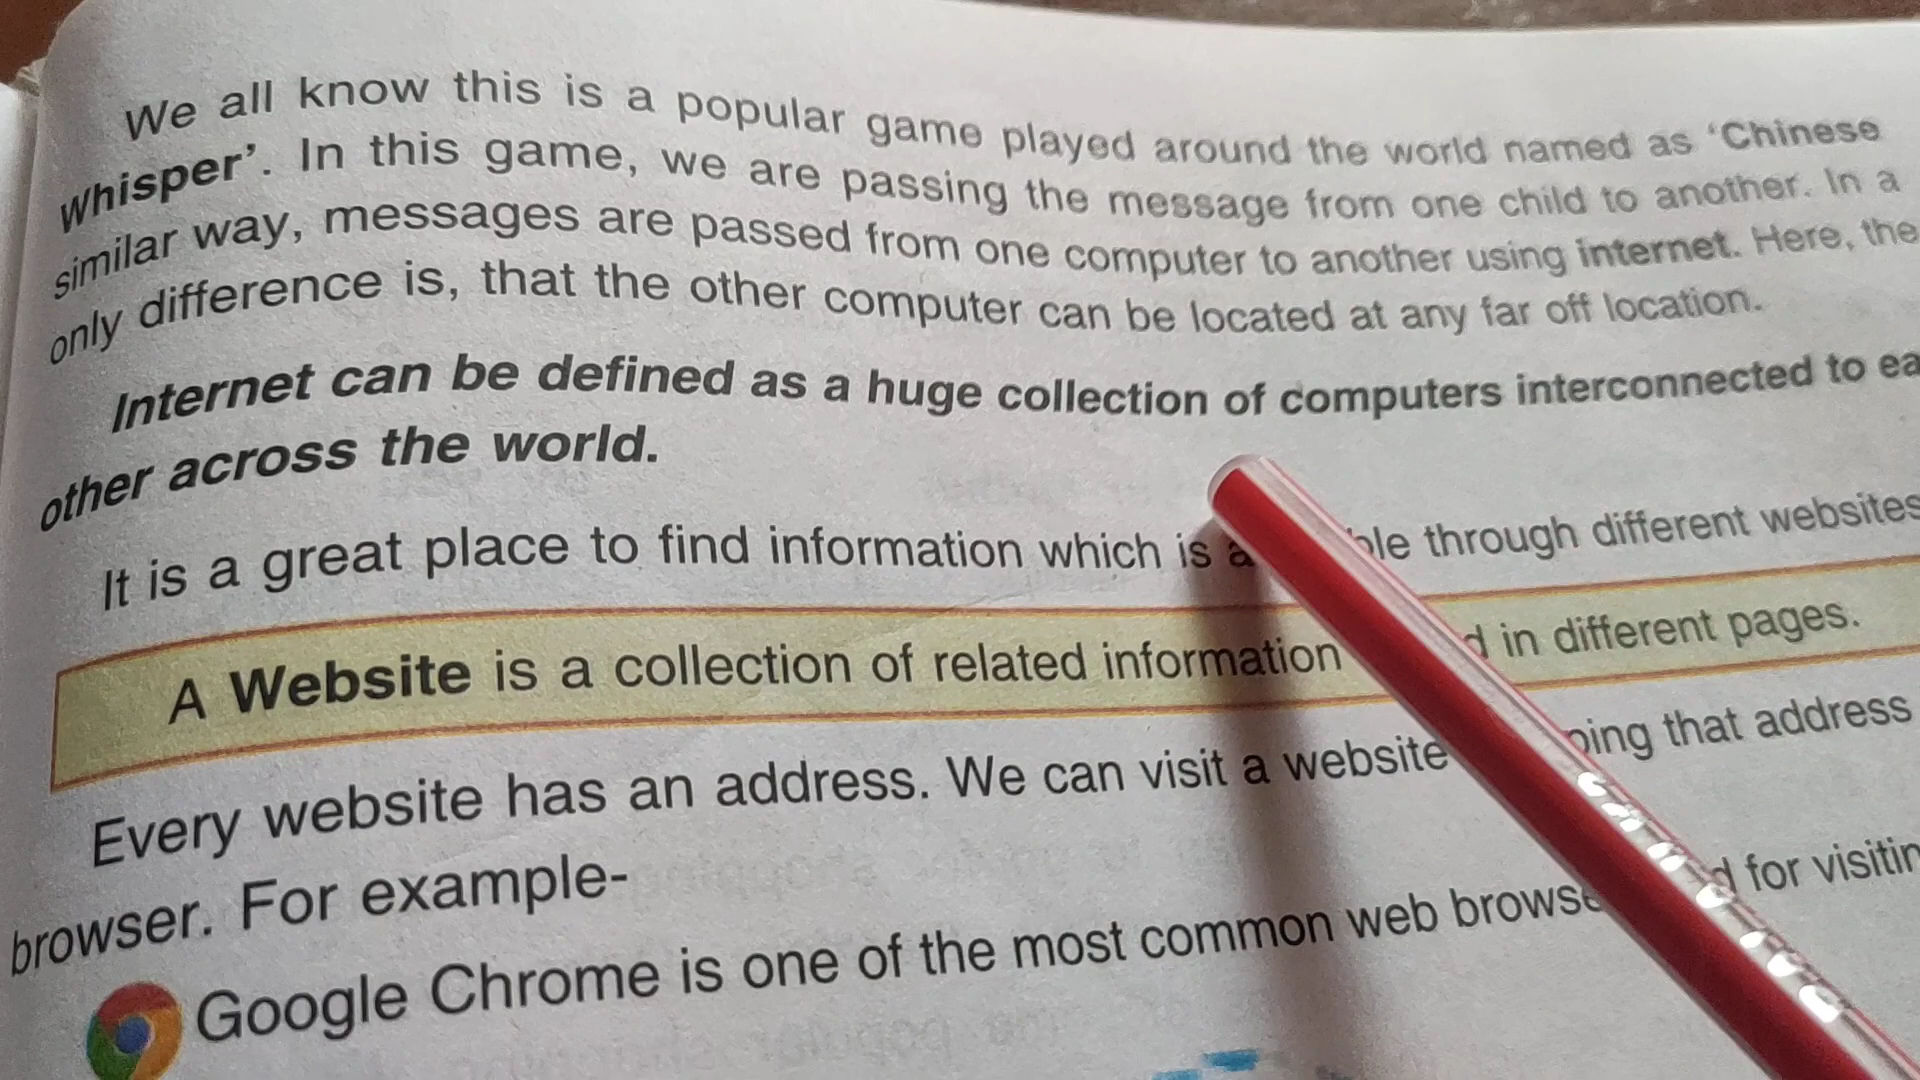 We all know this is a popular game played around the world named as ‘Chinese
Whisper’. In this game, we are passing the message from one child to another. In a
similar way, messages are passed from one computer to another using internet. Here, the
only difference is, that the other computer can be located at any far off location.
Internet can be defined as a huge collection of computers interconnected to ea
other across the world.
It is a great place to find information which is through different websites
A Website is a collection of related information in different pages.
Every website has an address. We can visit a website that address
browser. For example-
Google Chrome is one of the most common web for